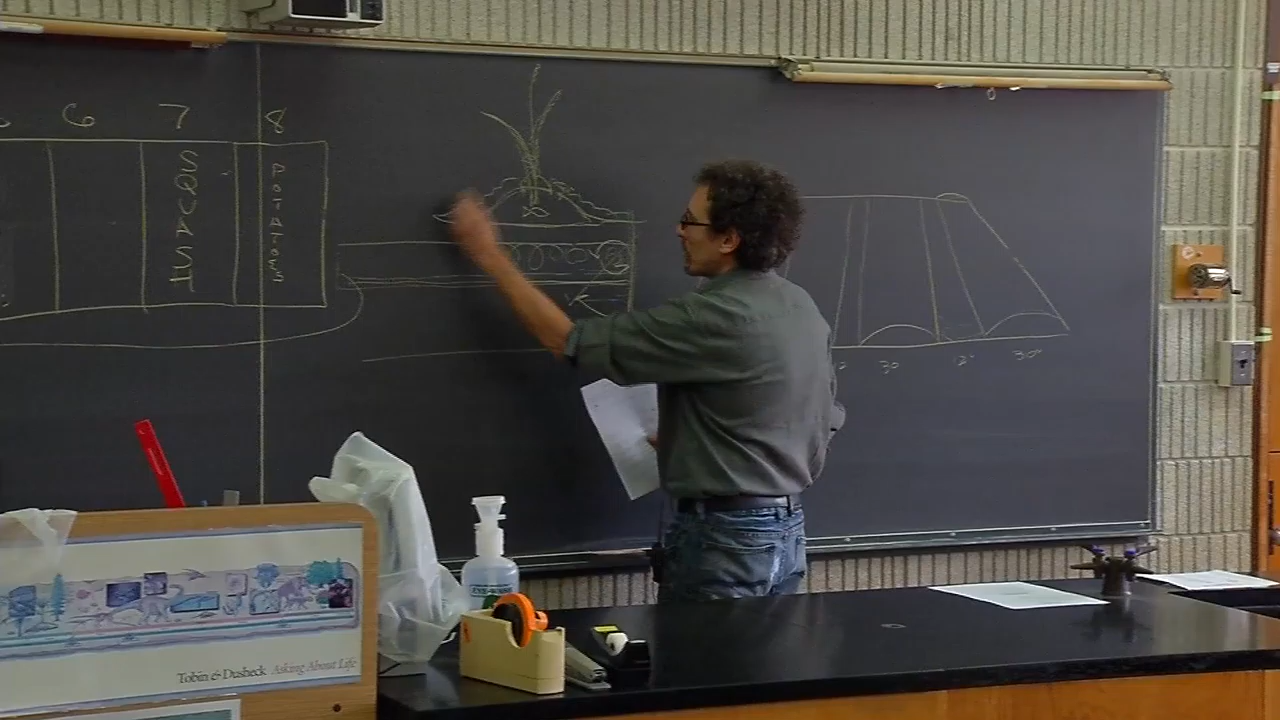 6 7 8
SQUASH
POTATOES
30" 12" 30"
Tobin & Dusheck Asking About Life